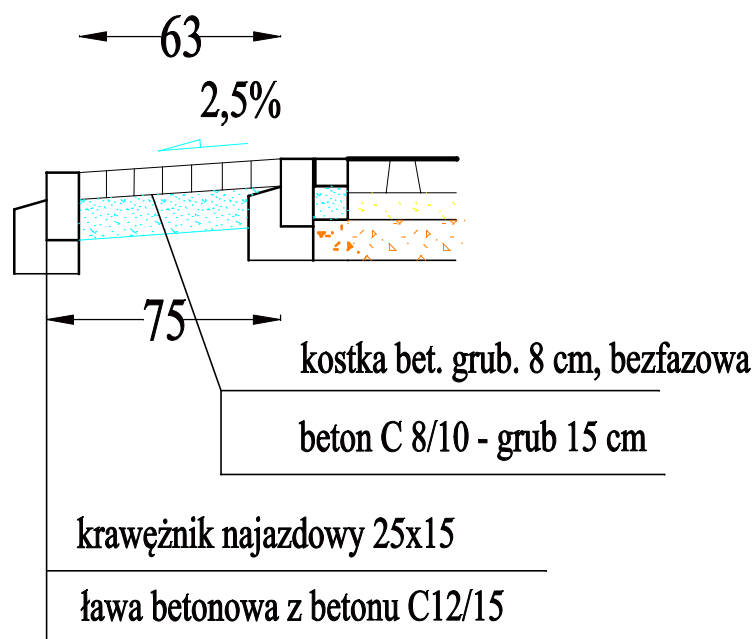 63
2,5%
75
kostka bet. grub. 8 cm, bezfazowa
beton C 8/10 - grub 15 cm
krawężnik najazdowy 25x15
ława betonowa z betonu C12/15